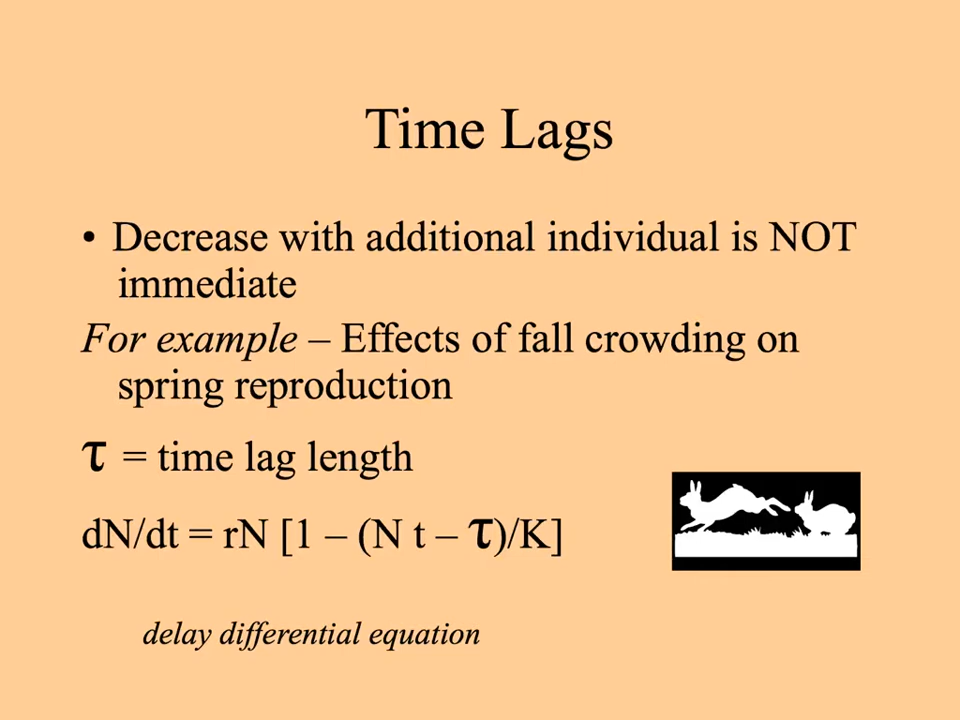 Time Lags
• Decrease with additional individual is NOT
immediate
For example – Effects of fall crowding on
spring reproduction
τ = time lag length
dN/dt = rN [1 – (N t – τ)/K]
delay differential equation